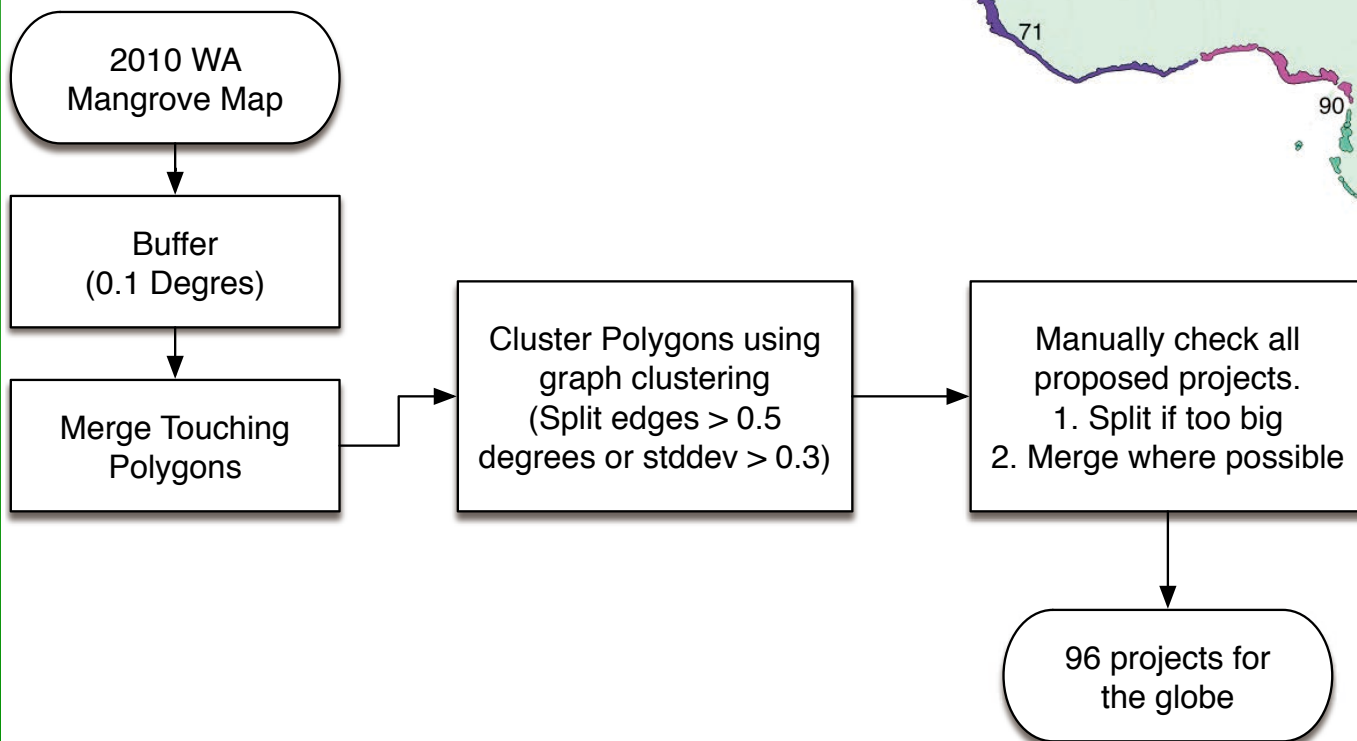 2010 WA
Mangrove Map
Buffer
(0.1 Degres)
Merge Touching
Polygons
Cluster Polygons using
graph clustering
(Split edges > 0.5
degrees or stddev > 0.3)
Manually check all
proposed projects.
1. Split if too big
2. Merge where possible
96 projects for
the globe
71
90